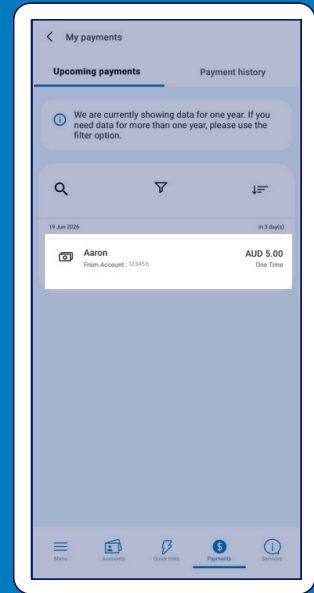 My payments
Upcoming payments
Payment history
We are currently showing data for one year. If you
need data for more than one year, please use the
filter option.
19 Jun 2026
in 3 day(s)
Aaron
AUD 5.00
From Account : 123456
One Time
Menu
Accounts
Quick links
Payments
Services